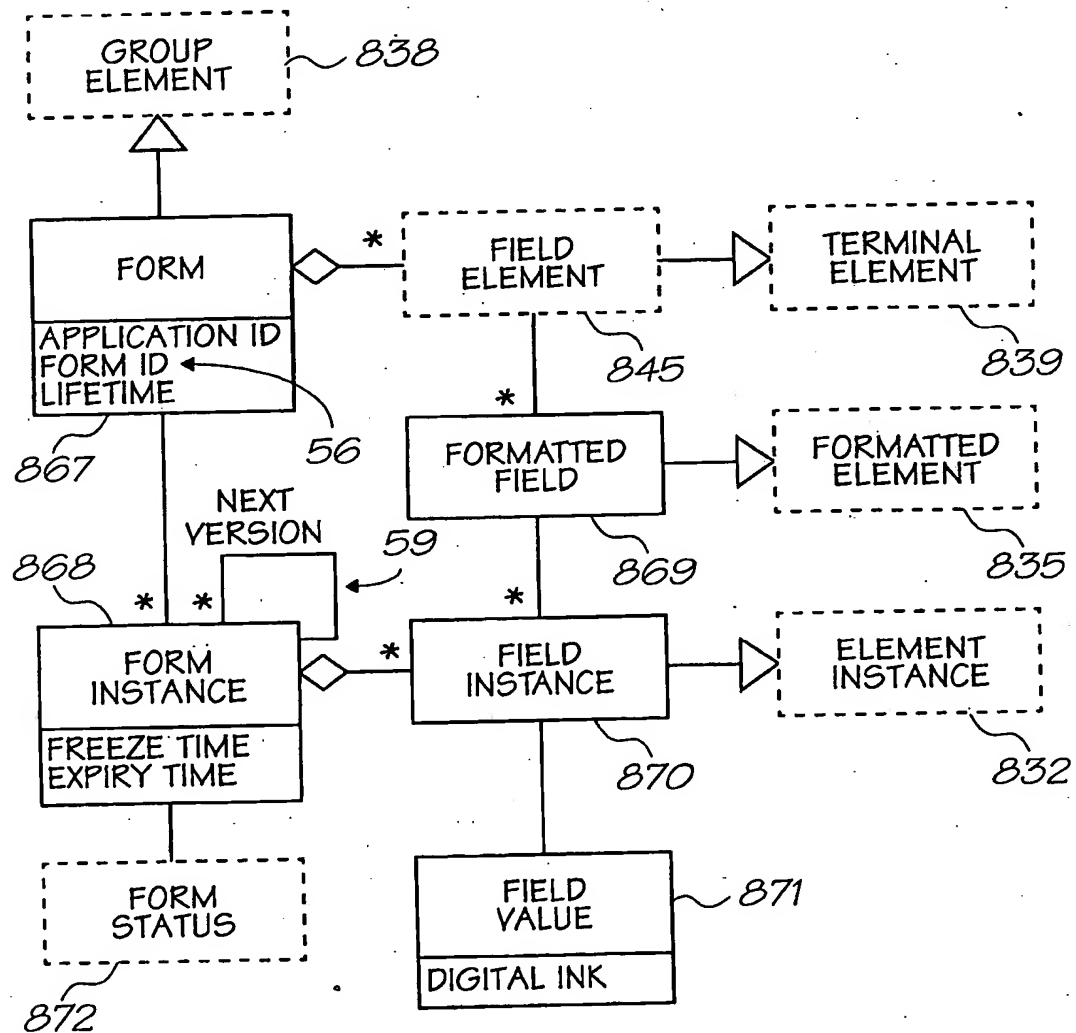 GROUP
ELEMENT
838
FORM
APPLICATION ID
FORM ID
LIFETIME
867
56
*
FIELD
ELEMENT
845
TERMINAL
ELEMENT
839
*
FORMATTED
FIELD
869
FORMATTED
ELEMENT
835
NEXT
VERSION
59
868
*
*
FORM
INSTANCE
FREEZE TIME
EXPIRY TIME
*
*
FIELD
INSTANCE
870
ELEMENT
INSTANCE
832
FORM
STATUS
872
FIELD
VALUE
871
DIGITAL INK